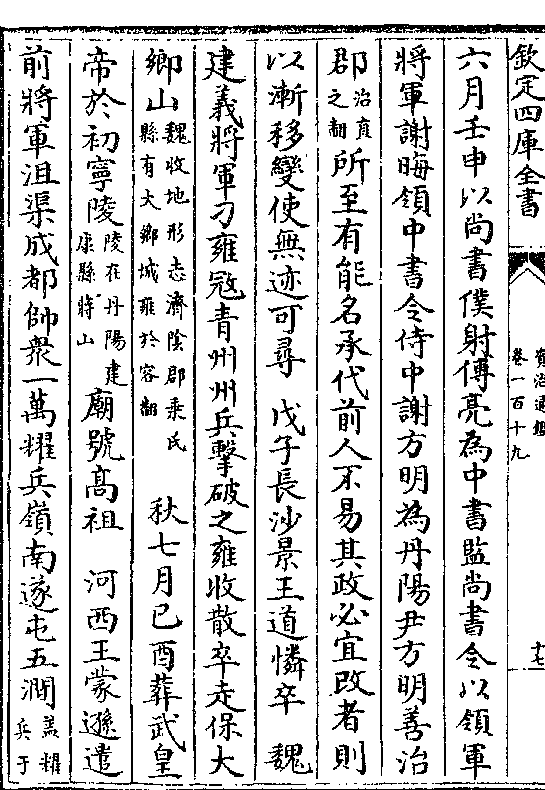 欽定四庫全書
資治通鑑
卷一百十九
十七
六月壬申以尚書僕射傅亮為中書監尚書令以領軍
將軍謝晦領中書令侍中謝方明為丹陽尹方明善治
郡治直之翻所至有能名承代前人不易其政必宜改者則
以漸移變使無迹可尋 戊子長沙景王道憐卒 魏
建義將軍刁雍冦青州州兵擊破之雍收散卒走保大
鄉山魏收地形志濟陰郡乘氏縣有大鄉城雍於容翻 秋七月己酉葬武皇
帝於初寧陵陵在丹陽建康縣蔣山廟號高祖 河西王蒙遜遣
前將軍沮渠成都帥衆一萬耀兵嶺南遂屯五澗蓋耀兵于